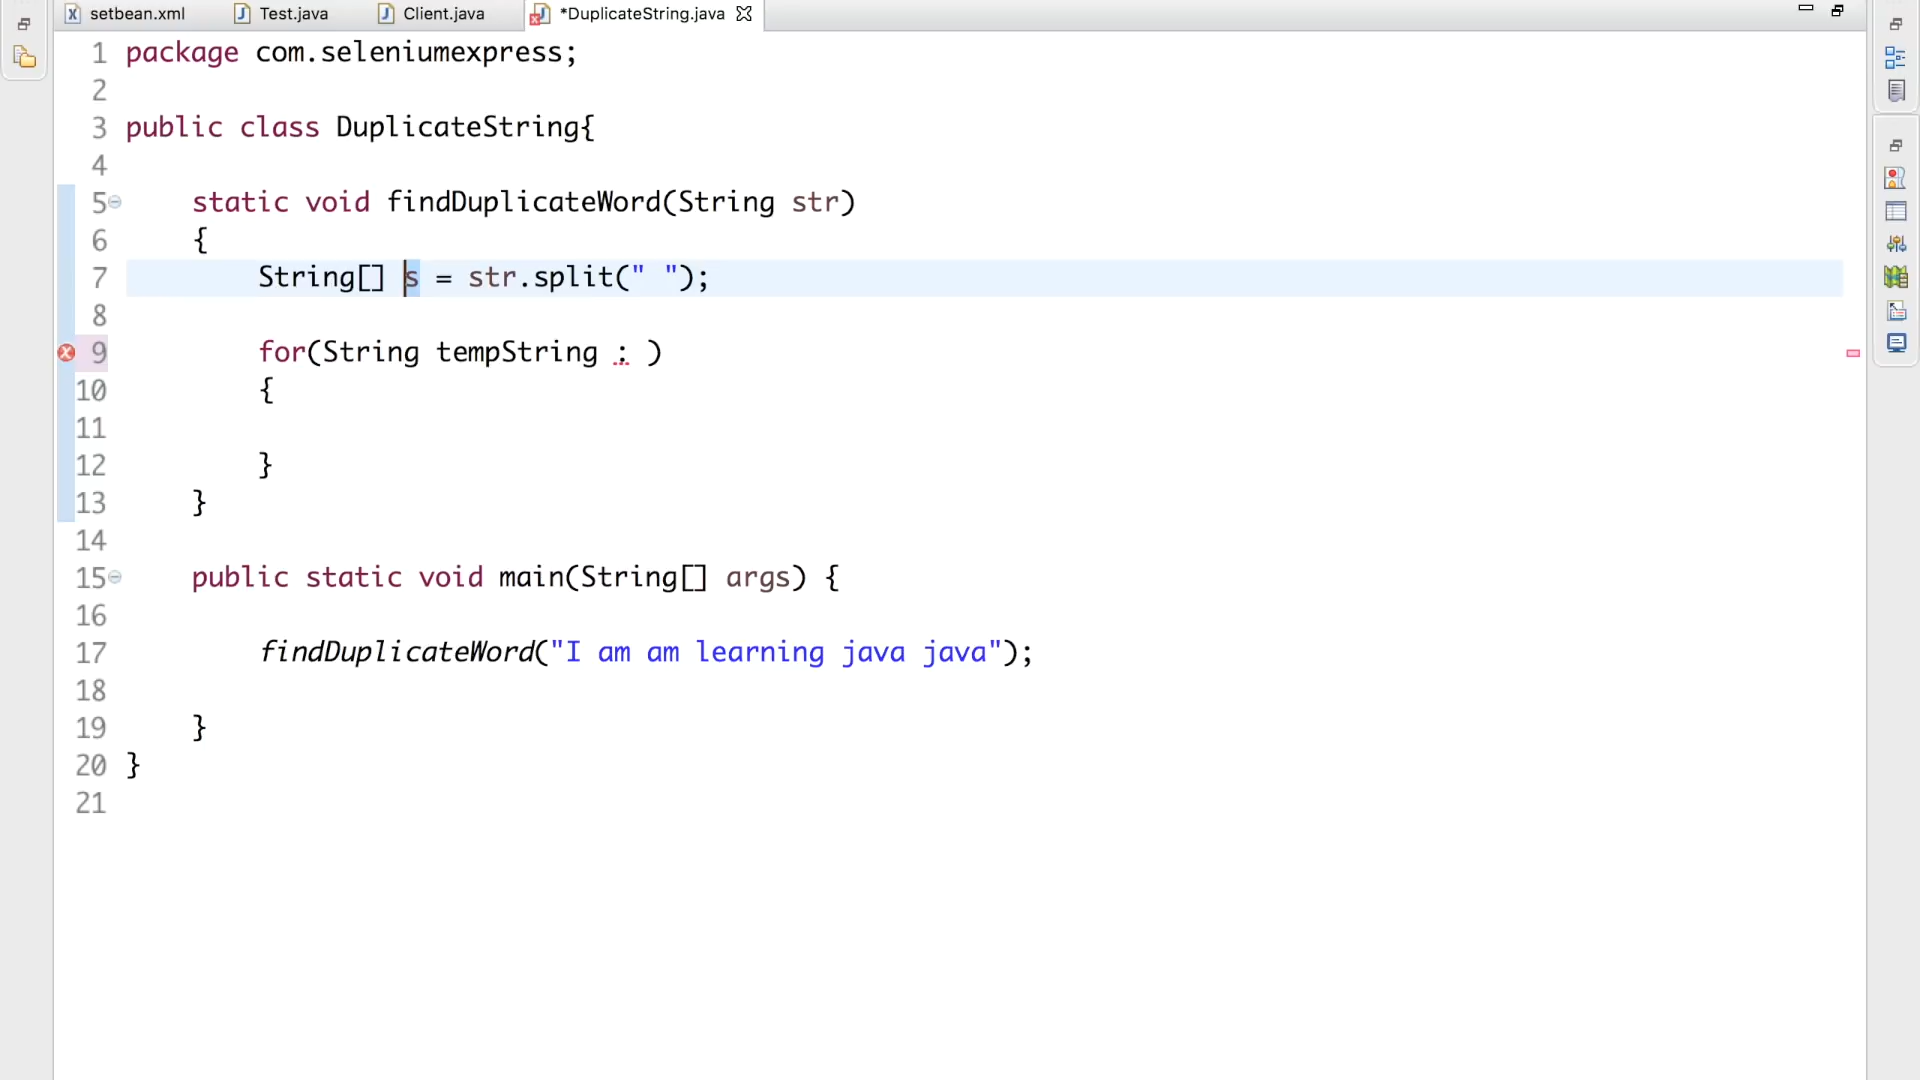 setbean.xml Test.java Client.java *DuplicateString.java
1 package com.seleniumexpress;
2
3 public class DuplicateString{
4
5 static void findDuplicateWord(String str)
6 {
7 String[] s = str.split(" ");
8
9 for(String tempString : )
10 {
11
12 }
13 }
14
15 public static void main(String[] args) {
16
17 findDuplicateWord("I am am learning java java");
18
19 }
20 }
21